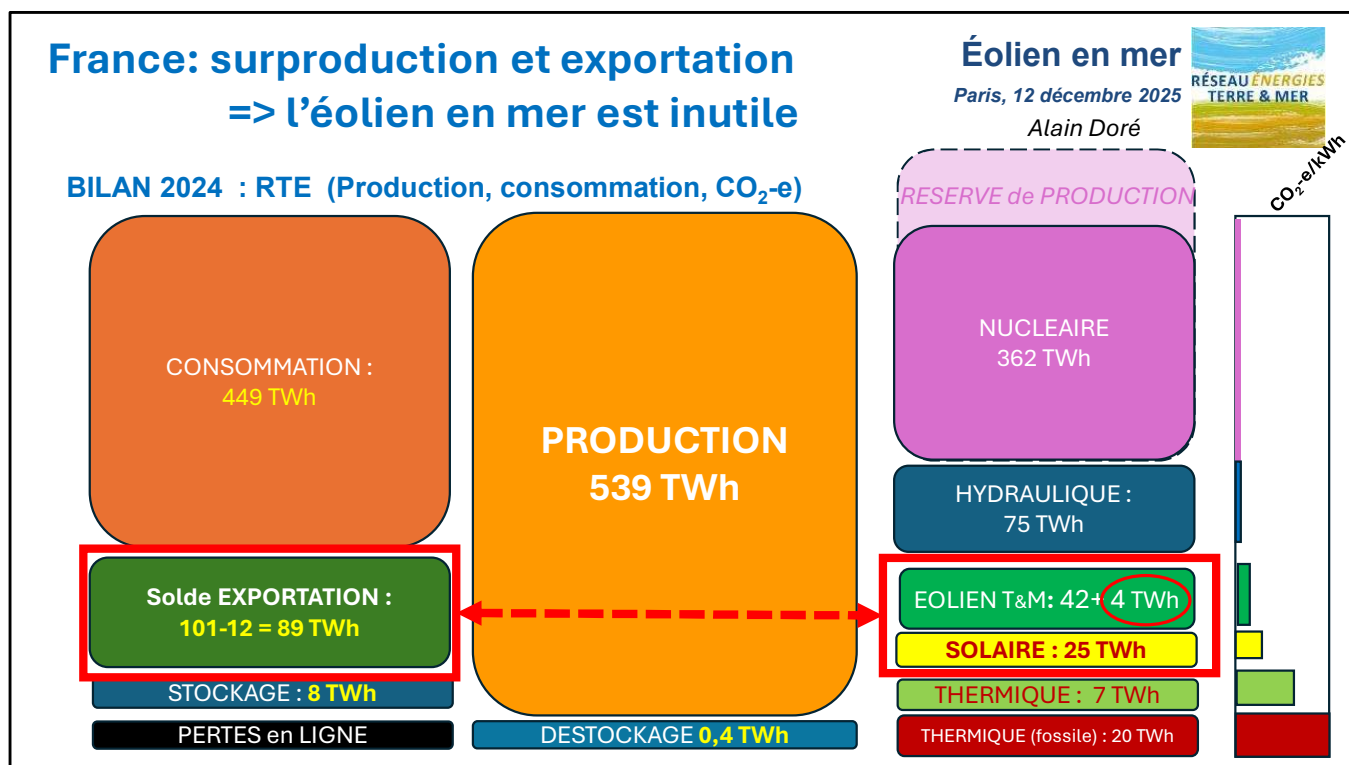 France: surproduction et exportation
=> l’éolien en mer est inutile
Éolien en mer
Paris, 12 décembre 2025
Alain Doré
RÉSEAU ÉNERGIES
TERRE & MER
BILAN 2024 : RTE (Production, consommation, CO₂-e)
CO₂-e/kWh
CONSOMMATION :
449 TWh
Solde EXPORTATION :
101-12 = 89 TWh
STOCKAGE : 8 TWh
PERTES en LIGNE
PRODUCTION
539 TWh
DESTOCKAGE 0,4 TWh
RESERVE de PRODUCTION
NUCLEAIRE
362 TWh
HYDRAULIQUE :
75 TWh
EOLIEN T&M: 42+ 4 TWh
SOLAIRE : 25 TWh
THERMIQUE : 7 TWh
THERMIQUE (fossile) : 20 TWh